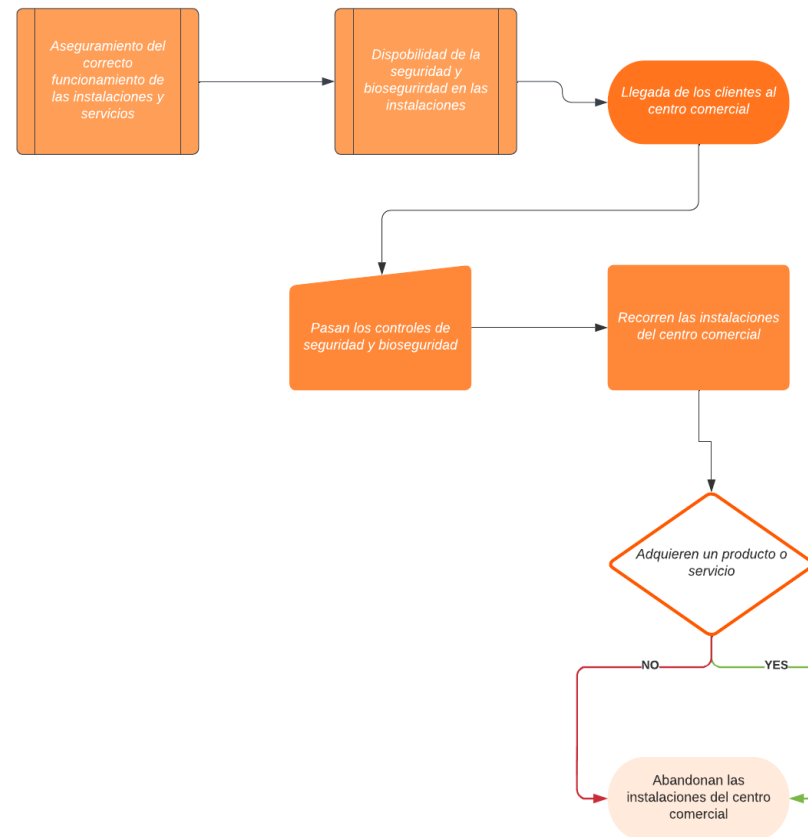 Aseguramiento del
correcto
funcionamiento de
las instalaciones y
servicios
Dispobilidad de la
seguridad y
biosegurirdad en las
instalaciones
Llegada de los clientes al
centro comercial
Pasan los controles de
seguridad y bioseguridad
Recorren las instalaciones
del centro comercial
Adquieren un producto o
servicio
NO
YES
Abandonan las
instalaciones del centro
comercial